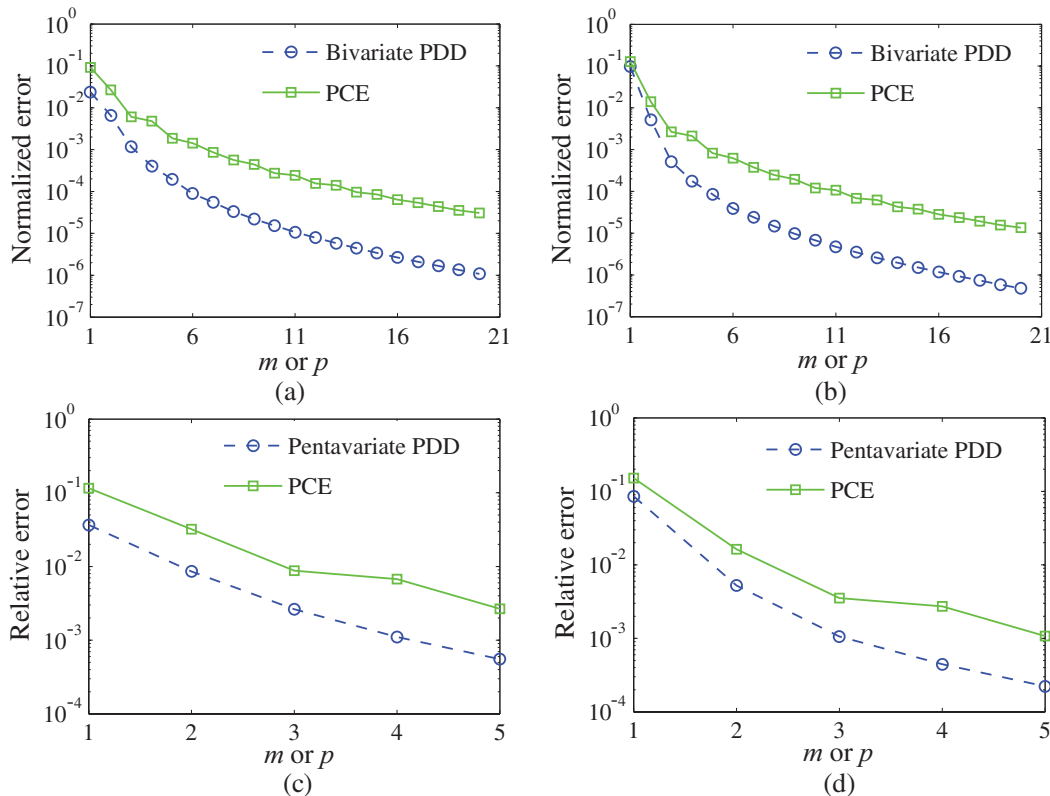 10^0
10^-1
10^-2
10^-3
10^-4
10^-5
10^-6
10^-7
Normalized error
Bivariate PDD
PCE
1 6 11 16 21
m or p
(a)
10^0
10^-1
10^-2
10^-3
10^-4
10^-5
10^-6
10^-7
Normalized error
Bivariate PDD
PCE
1 6 11 16 21
m or p
(b)
10^0
10^-1
10^-2
10^-3
10^-4
Relative error
Pentavariate PDD
PCE
1 2 3 4 5
m or p
(c)
10^0
10^-1
10^-2
10^-3
10^-4
Relative error
Pentavariate PDD
PCE
1 2 3 4 5
m or p
(d)